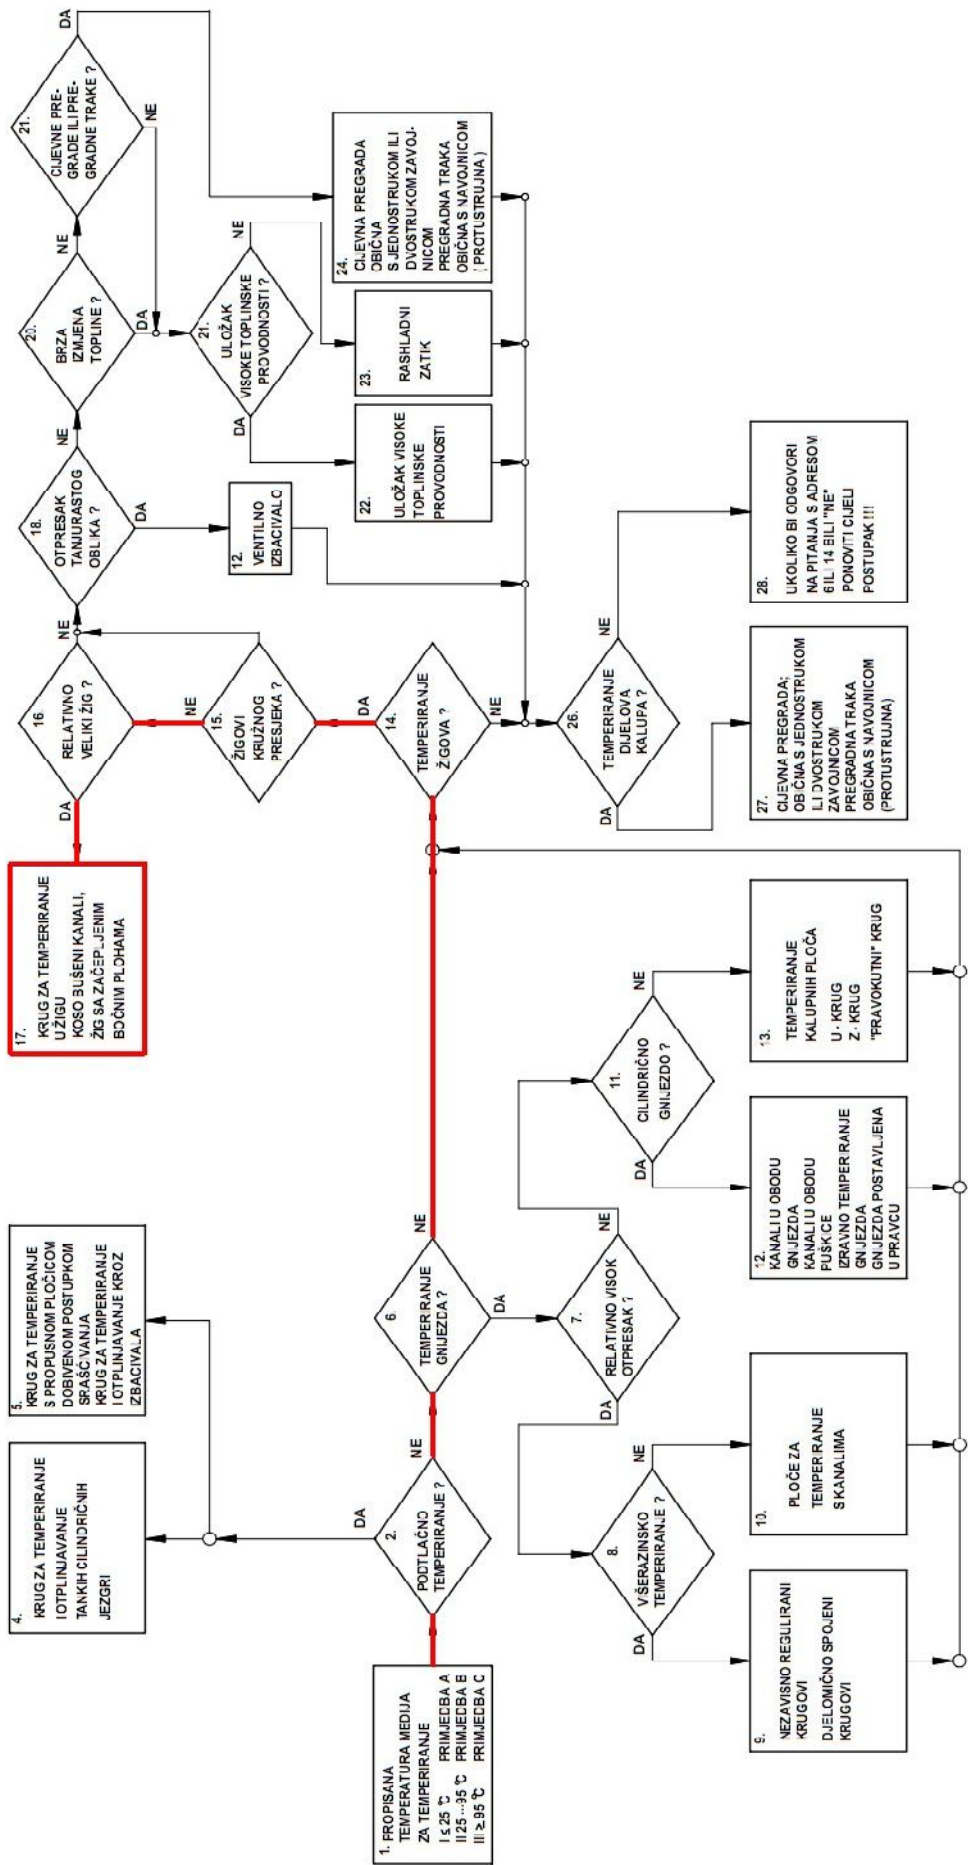 1. PROPISANA
TEMPERATURA MEDIJA
ZA TEMPERIRANJE
I ≤ 25 °C PRIMJEDBA A
II 25...95 °C PRIMJEDBA B
III ≥ 95 °C PRIMJEDBA C
2.
PODTLAČNO
TEMPERIRANJE ?
DA
NE
4.
KRUG ZA TEMPERIRANJE
I OTPLINJAVANJE
TANKIH CILINDRIČNIH
JEZGRI
5.
KRUG ZA TEMPERIRANJE
S PROPUSNOM PLOČICOM
DOBIVENOM POSTUPKOM
SRAŠĆIVANJA
KRUG ZA TEMPERIRANJE
I OTPLINJAVANJE KROZ
IZBACIVALA
6.
TEMPERIRANJE
GNIJEZDA ?
NE
DA
7.
RELATIVNO VISOK
OTPRESAK ?
DA
NE
8.
VIŠERAZINSKO
TEMPERIRANJE ?
DA
NE
9.
NEZAVISNO REGULIRANI
KRUGOVI
DJELOMIČNO SPOJENI
KRUGOVI
10.
PLOČE ZA
TEMPERIRANJE
S KANALIMA
11.
CILINDRIČNO
GNIJEZDO ?
DA
NE
12.
KANALI U OBODU
GNIJEZDA
KANALI U OBODU
PUŠKICE
IZRAVNO TEMPERIRANJE
GNIJEZDA
GNIJEZDA POSTAVLJENA
U PRAVCU
13.
TEMPERIRANJE
KALUPNIH PLOČA
U - KRUG
Z - KRUG
"PRAVOKUTNI" KRUG
14.
TEMPERIRANJE
ŽIGOVA ?
DA
NE
15.
ŽIGOVI
KRUŽNOG
PRESJEKA ?
NE
16.
RELATIVNO
VELIKI ŽIG ?
DA
NE
17.
KRUG ZA TEMPERIRANJE
U ŽIGU
KOSO BUŠENI KANALI,
ŽIG SA ZAČEPLJENIM
BOČNIM PLOHAMA
18.
OTPRESAK
TANJURASTOG
OBLIKA ?
NE
DA
12.
VENTILNO
IZBACIVALO
20.
BRZA
IZMJENA
TOPLINE ?
NE
DA
21.
CIJEVNE PRE-
GRADE ILI PRE-
GRADNE TRAKE ?
DA
NE
21.
ULOŽAK
VISOKE TOPLINSKE
PROVODNOSTI ?
DA
NE
22.
ULOŽAK VISOKE
TOPLINSKE
PROVODNOSTI
23.
RASHLADNI
ZATIK
24.
CIJEVNA PREGRADA
OBIČNA
S JEDNOSTRUKOM ILI
DVOSTRUKOM ZAVOJ-
NICOM
PREGRADNA TRAKA
OBIČNA S NAVOJNICOM
( PROTUSTRUJNA )
26.
TEMPERIRANJE
DIJELOVA
KALUPA ?
DA
NE
27.
CIJEVNA PREGRADA;
OBIČNA S JEDNOSTRUKOM
ILI DVOSTRUKOM
ZAVOJNICOM
PREGRADNA TRAKA
OBIČNA S NAVOJNICOM
(PROTUSTRUJNA)
28.
UKOLIKO BI ODGOVORI
NA PITANJA S ADRESOM
6 ILI 14 BILI "NE"
PONOVITI CIJELI
POSTUPAK !!!